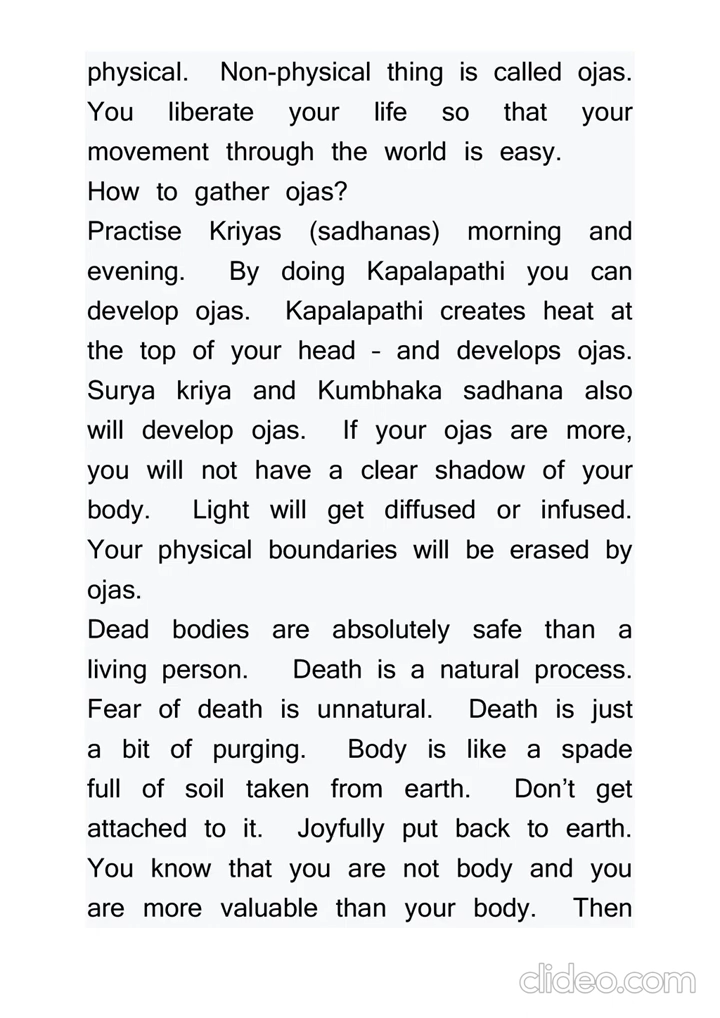 physical. Non-physical thing is called ojas.
You liberate your life so that your
movement through the world is easy.
How to gather ojas?
Practise Kriyas (sadhanas) morning and
evening. By doing Kapalapathi you can
develop ojas. Kapalapathi creates heat at
the top of your head – and develops ojas.
Surya kriya and Kumbhaka sadhana also
will develop ojas. If your ojas are more,
you will not have a clear shadow of your
body. Light will get diffused or infused.
Your physical boundaries will be erased by
ojas.
Dead bodies are absolutely safe than a
living person. Death is a natural process.
Fear of death is unnatural. Death is just
a bit of purging. Body is like a spade
full of soil taken from earth. Don’t get
attached to it. Joyfully put back to earth.
You know that you are not body and you
are more valuable than your body. Then
clideo.com